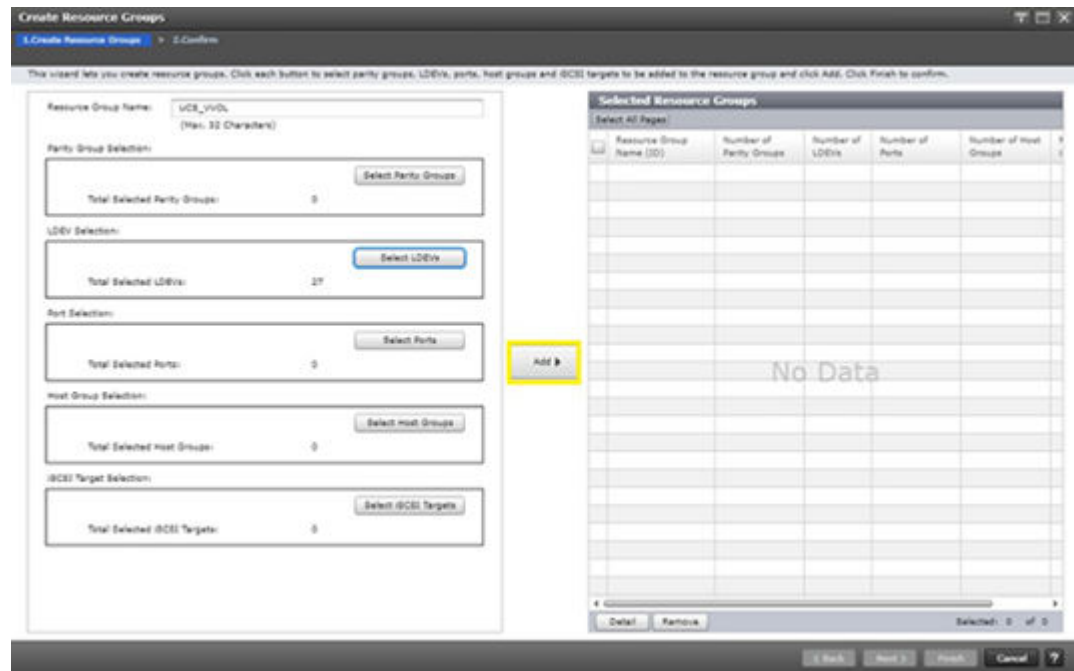 Create Resource Groups
1.Create Resource Groups > 2.Confirm
This wizard lets you create resource groups. Click each button to select parity groups, LDEVs, ports, host groups and iSCSI targets to be added to the resource group and click Add. Click Finish to confirm.
Resource Group Name: UCS_VVOL
(Max. 32 Characters)
Parity Group Selection:
Select Parity Groups
Total Selected Parity Groups: 0
LDEV Selection:
Select LDEVs
Total Selected LDEVs: 27
Port Selection:
Select Ports
Total Selected Ports: 0
Host Group Selection:
Select Host Groups
Total Selected Host Groups: 0
iSCSI Target Selection:
Select iSCSI Targets
Total Selected iSCSI Targets: 0
Add
Selected Resource Groups
Select All Pages
Resource Group Name (ID) Number of Parity Groups Number of LDEVs Number of Ports Number of Host Groups
No Data
Detail Remove Selected: 0 of 0
Back Next Finish Cancel ?